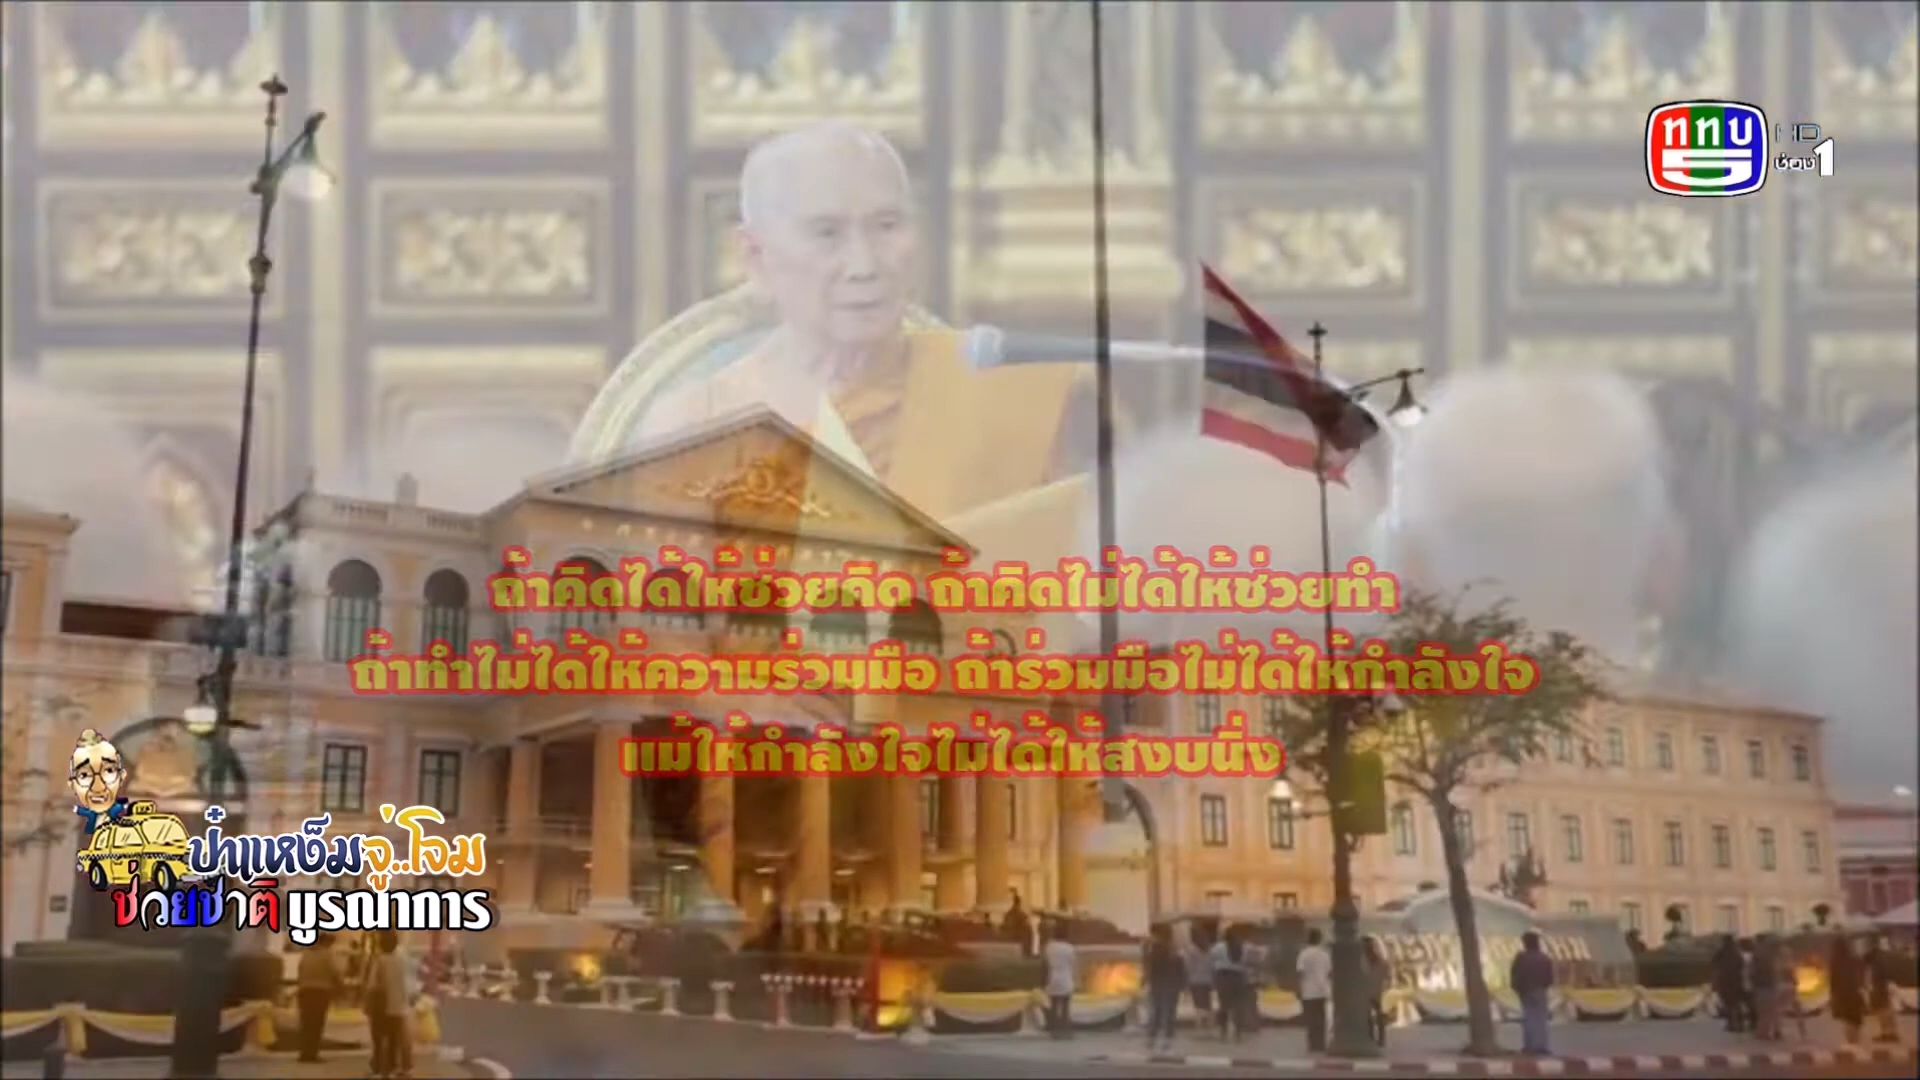 ททบ
5
HD
ช่อง1
ถ้าคิดได้ให้ช่วยคิด ถ้าคิดไม่ได้ให้ช่วยทำ
ถ้าทำไม่ได้ให้ความร่วมมือ ถ้าร่วมมือไม่ได้ให้กำลังใจ
แม้ให้กำลังใจไม่ได้ให้สงบนิ่ง
ป๋าแหง็มจู่..โจม
ช่วยชาติ บูรณาการ